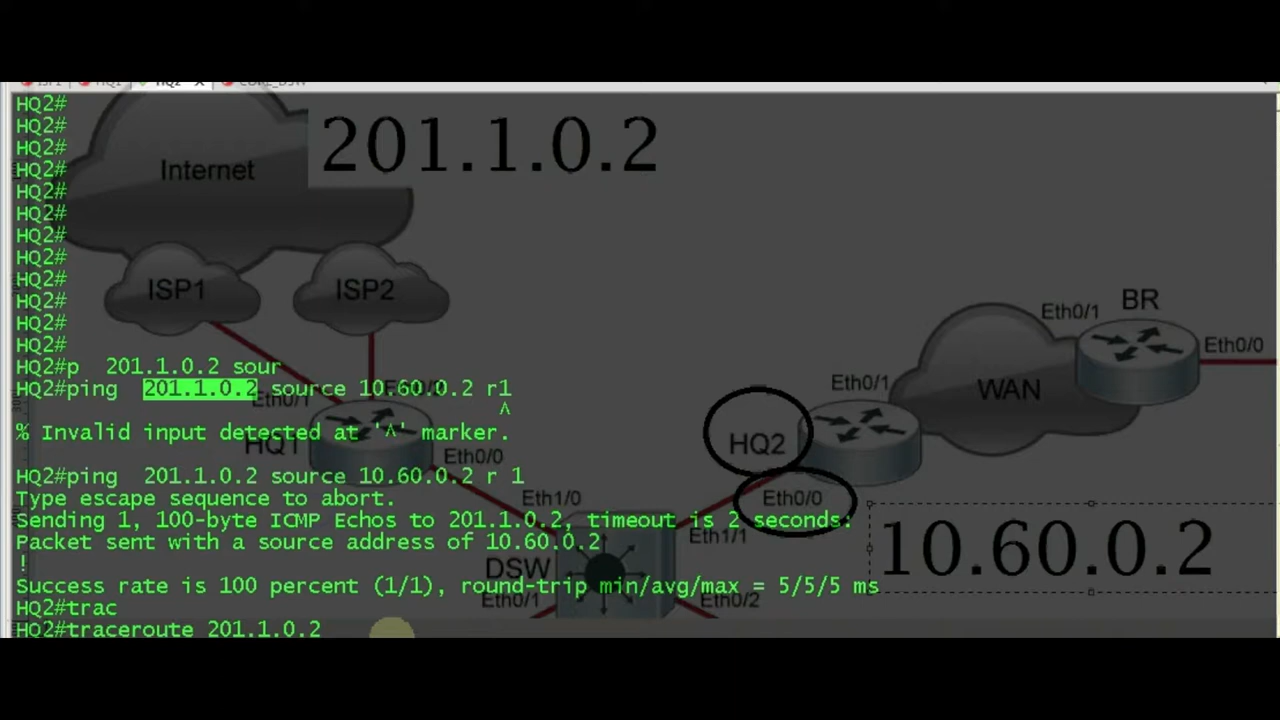 ISP1 HQ1 HQ2 X CORE_DSW
HQ2#
HQ2#
HQ2#
HQ2#
HQ2#
HQ2#
HQ2#
HQ2#
HQ2#
HQ2#
HQ2#
HQ2#
HQ2#p  201.1.0.2 sour
HQ2#ping  201.1.0.2 source 10.60.0.2 r1
^
% Invalid input detected at '^' marker.
HQ2#ping  201.1.0.2 source 10.60.0.2 r 1
Type escape sequence to abort.
Sending 1, 100-byte ICMP Echos to 201.1.0.2, timeout is 2 seconds:
Packet sent with a source address of 10.60.0.2
!
Success rate is 100 percent (1/1), round-trip min/avg/max = 5/5/5 ms
HQ2#trac
HQ2#traceroute 201.1.0.2
201.1.0.2
Internet
ISP1
ISP2
Eth0/1
HQ1
Eth0/0
Eth1/0
DSW
Eth0/1
Eth0/2
Eth1/1
HQ2
Eth0/0
Eth0/1
WAN
Eth0/1
BR
Eth0/0
10.60.0.2